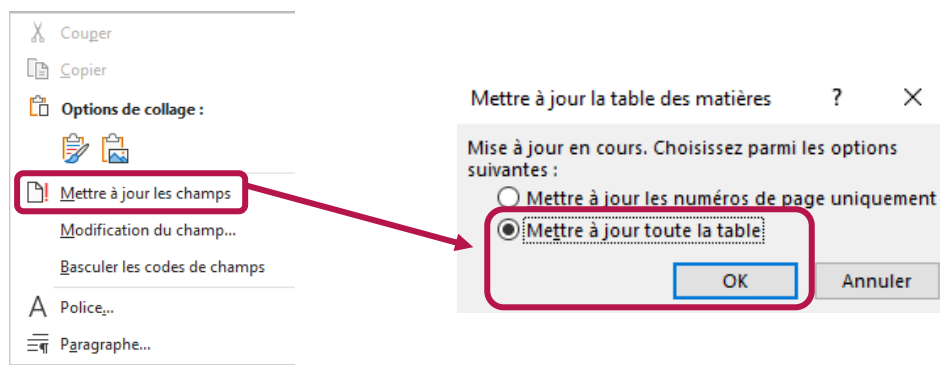 Couper
Copier
Options de collage :
Mettre à jour les champs
Modification du champ...
Basculer les codes de champs
A Police...
Paragraphe...
Mettre à jour la table des matières ? ×
Mise à jour en cours. Choisissez parmi les options
suivantes :
Mettre à jour les numéros de page uniquement
Mettre à jour toute la table
OK Annuler